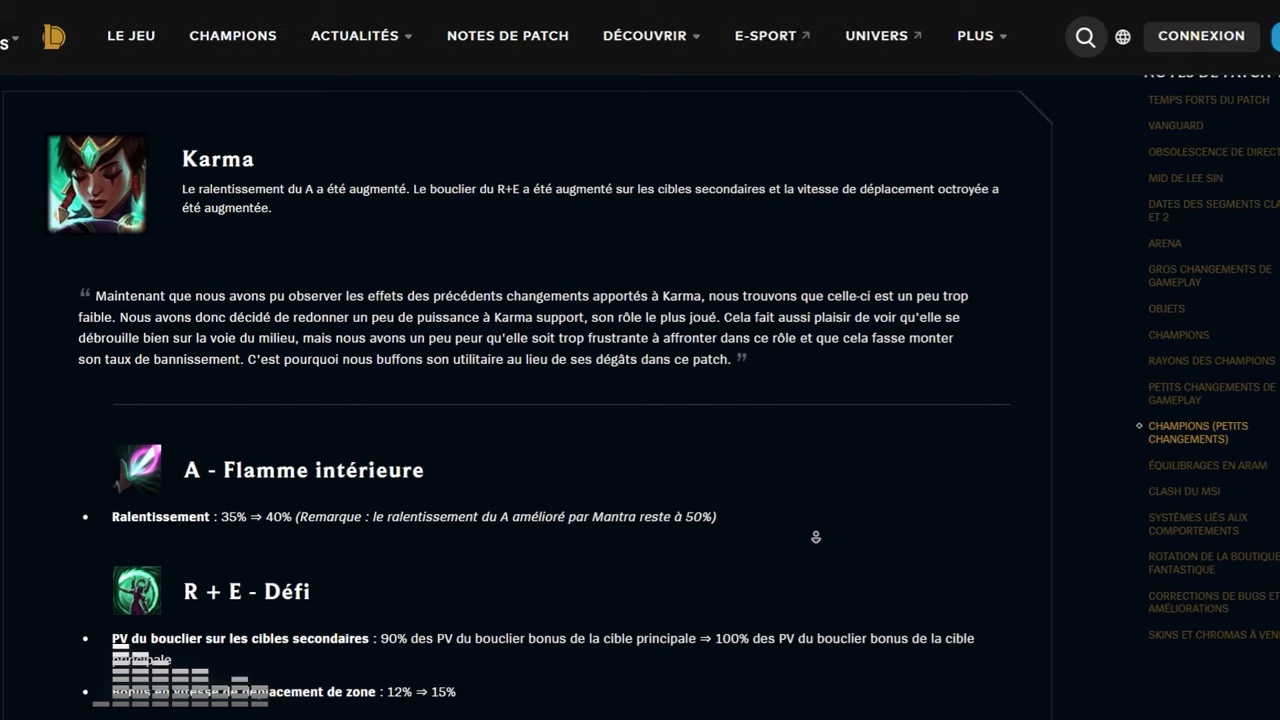 S
LE JEU
CHAMPIONS
ACTUALITÉS
NOTES DE PATCH
DÉCOUVRIR
E-SPORT
UNIVERS
PLUS
CONNEXION
Karma
Le ralentissement du A a été augmenté. Le bouclier du R+E a été augmenté sur les cibles secondaires et la vitesse de déplacement octroyée a
été augmentée.
“ Maintenant que nous avons pu observer les effets des précédents changements apportés à Karma, nous trouvons que celle-ci est un peu trop
faible. Nous avons donc décidé de redonner un peu de puissance à Karma support, son rôle le plus joué. Cela fait aussi plaisir de voir qu'elle se
débrouille bien sur la voie du milieu, mais nous avons un peu peur qu'elle soit trop frustrante à affronter dans ce rôle et que cela fasse monter
son taux de bannissement. C'est pourquoi nous buffons son utilitaire au lieu de ses dégâts dans ce patch. ”
A - Flamme intérieure
• Ralentissement : 35% ⇒ 40% (Remarque : le ralentissement du A amélioré par Mantra reste à 50%)
R + E - Défi
• PV du bouclier sur les cibles secondaires : 90% des PV du bouclier bonus de la cible principale ⇒ 100% des PV du bouclier bonus de la cible
principale
• Bonus en vitesse de déplacement de zone : 12% ⇒ 15%
NOTES DE PATCH
TEMPS FORTS DU PATCH
VANGUARD
OBSOLESCENCE DE DIRECT
MID DE LEE SIN
DATES DES SEGMENTS CLA
ET 2
ARENA
GROS CHANGEMENTS DE
GAMEPLAY
OBJETS
CHAMPIONS
RAYONS DES CHAMPIONS
PETITS CHANGEMENTS DE
GAMEPLAY
CHAMPIONS (PETITS
CHANGEMENTS)
ÉQUILIBRAGES EN ARAM
CLASH DU MSI
SYSTÈMES LIÉS AUX
COMPORTEMENTS
ROTATION DE LA BOUTIQUE
FANTASTIQUE
CORRECTIONS DE BUGS ET
AMÉLIORATIONS
SKINS ET CHROMAS À VENI